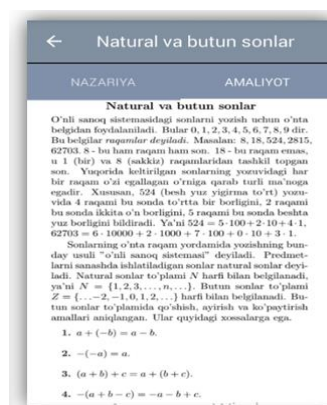 ← Natural va butun sonlar
NAZARIYA AMALIYOT
Natural va butun sonlar
O'nli sanoq sistemasidagi sonlarni yozish uchun o'nta
belgidan foydalaniladi. Bular 0, 1, 2, 3, 4, 5, 6, 7, 8, 9 dir.
Bu belgilar raqamlar deyiladi. Masalan: 8, 18, 524, 2815,
62703. 8 - bu ham raqam ham son. 18 - bu raqam emas,
u 1 (bir) va 8 (sakkiz) raqamlaridan tashkil topgan
son. Yuqorida keltirilgan sonlarning yozuvidagi har
bir raqam o'zi egallagan o'rniga qarab turli ma'noga
egadir. Xususan, 524 (besh yuz yigirma to'rt) yozu-
vida 4 raqami bu sonda to'rtta bir borligini, 2 raqami
bu sonda ikkita o'n borligini, 5 raqami bu sonda beshta
yuz borligini bildiradi. Ya'ni 524 = 5·100+2·10+4·1,
62703 = 6 · 10000 + 2 · 1000 + 7 · 100 + 0 · 10 + 3 · 1.
Sonlarning o'nta raqam yordamida yozishning bun-
day usuli "o'nli sanoq sistemasi" deyiladi. Predmet-
larni sanashda ishlatiladigan sonlar natural sonlar deyi-
ladi. Natural sonlar to'plami N harfi bilan belgilanadi,
ya'ni N = {1, 2, 3, . . . , n, . . .}. Butun sonlar to'plami
Z = {. . . −2, −1, 0, 1, 2, . . .} harfi bilan belgilanadi. Bu-
tun sonlar to'plamida qo'shish, ayirish va ko'paytirish
amallari aniqlangan. Ular quyidagi xossalarga ega.
1. a + (−b) = a − b.
2. −(−a) = a.
3. (a + b) + c = a + (b + c).
4. −(a + b − c) = −a − b + c.